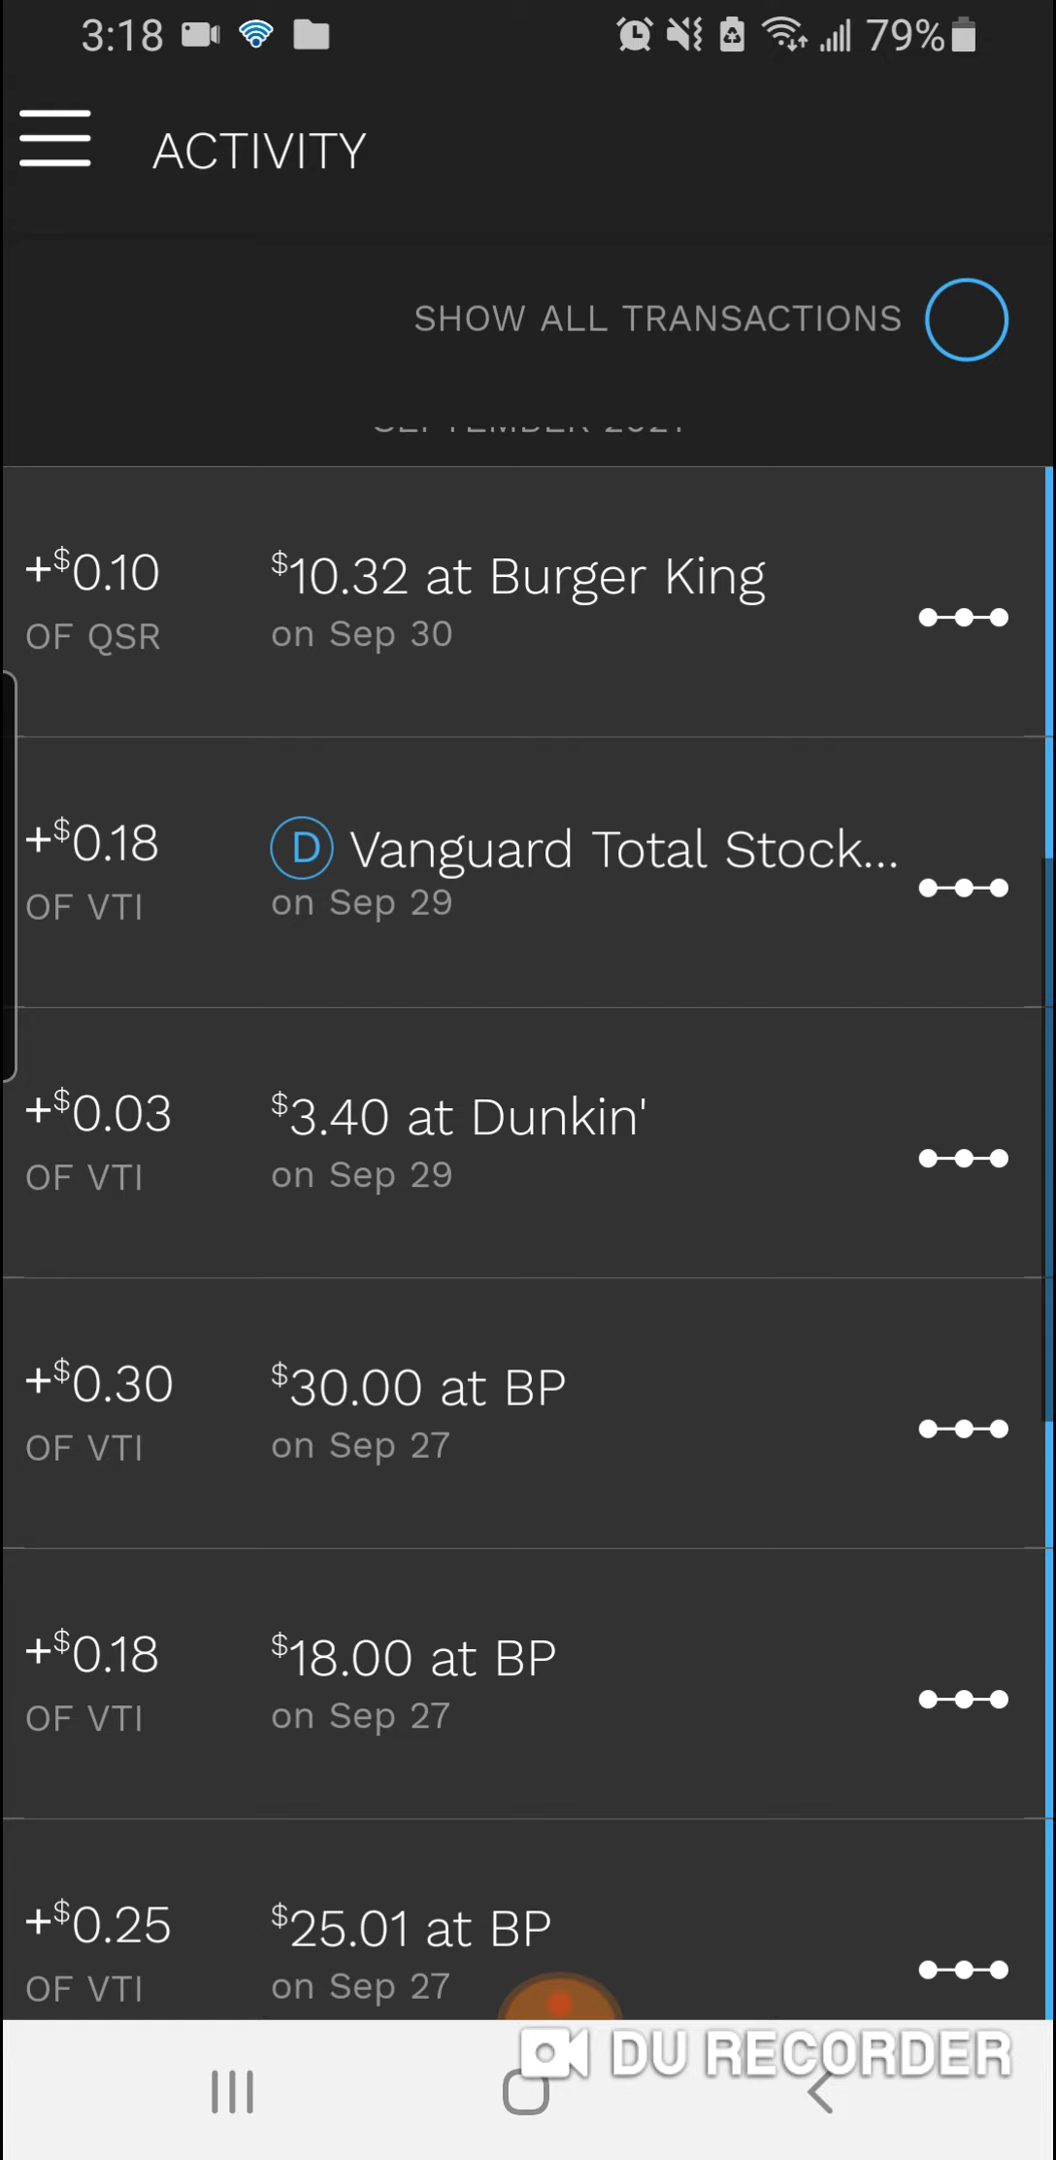 3:18 79%
ACTIVITY
SHOW ALL TRANSACTIONS
SEPTEMBER 2021
+$0.10 $10.32 at Burger King
OF QSR on Sep 30
+$0.18 D Vanguard Total Stock...
OF VTI on Sep 29
+$0.03 $3.40 at Dunkin'
OF VTI on Sep 29
+$0.30 $30.00 at BP
OF VTI on Sep 27
+$0.18 $18.00 at BP
OF VTI on Sep 27
+$0.25 $25.01 at BP
OF VTI on Sep 27
DU RECORDER